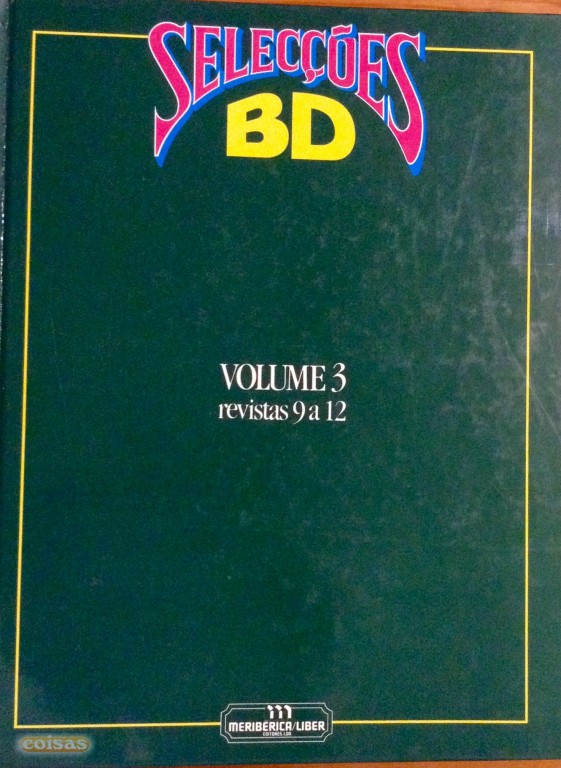 SELECÇÕES
BD
VOLUME 3
revistas 9 a 12
m
MERIBÉRICA/LIBER
EDITORES, LDA
coisas